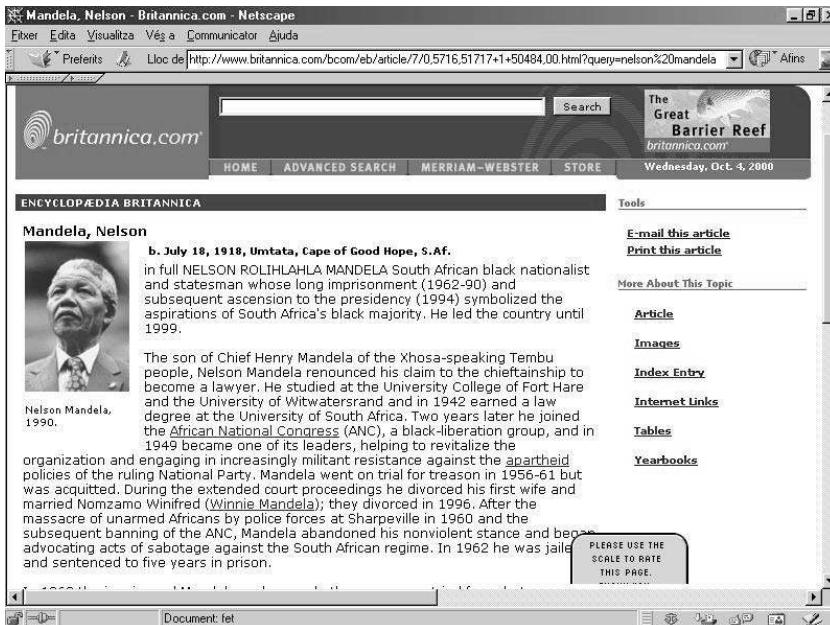 Mandela, Nelson - Britannica.com - Netscape
Fitxer Edita Visualitza Vés a Communicator Ajuda
Preferits Lloc de http://www.britannica.com/bcom/eb/article/7/0,5716,51717+1+50484,00.html?query=nelson%20mandela Afins
britannica.com
Search
The
Great
Barrier Reef
britannica.com
HOME ADVANCED SEARCH MERRIAM-WEBSTER STORE Wednesday, Oct. 4, 2000
ENCYCLOPÆDIA BRITANNICA
Mandela, Nelson
b. July 18, 1918, Umtata, Cape of Good Hope, S.Af.
in full NELSON ROLIHLAHLA MANDELA South African black nationalist
and statesman whose long imprisonment (1962-90) and
subsequent ascension to the presidency (1994) symbolized the
aspirations of South Africa's black majority. He led the country until
1999.
The son of Chief Henry Mandela of the Xhosa-speaking Tembu
people, Nelson Mandela renounced his claim to the chieftainship to
become a lawyer. He studied at the University College of Fort Hare
and the University of Witwatersrand and in 1942 earned a law
degree at the University of South Africa. Two years later he joined
the African National Congress (ANC), a black-liberation group, and in
1949 became one of its leaders, helping to revitalize the
Nelson Mandela,
1990.
organization and engaging in increasingly militant resistance against the apartheid
policies of the ruling National Party. Mandela went on trial for treason in 1956-61 but
was acquitted. During the extended court proceedings he divorced his first wife and
married Nomzamo Winifred (Winnie Mandela); they divorced in 1996. After the
massacre of unarmed Africans by police forces at Sharpeville in 1960 and the
subsequent banning of the ANC, Mandela abandoned his nonviolent stance and began
advocating acts of sabotage against the South African regime. In 1962 he was jailed
and sentenced to five years in prison.
Tools
E-mail this article
Print this article
More About This Topic
Article
Images
Index Entry
Internet Links
Tables
Yearbooks
PLEASE USE THE
SCALE TO RATE
THIS PAGE.
Document: fet